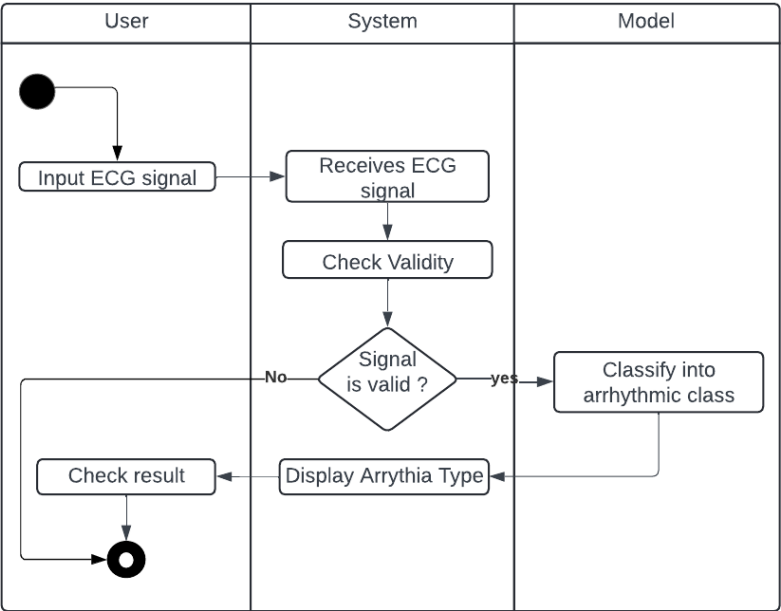 User
System
Model
Input ECG signal
Receives ECG
signal
Check Validity
Signal
is valid ?
No
yes
Classify into
arrhythmic class
Display Arrythia Type
Check result